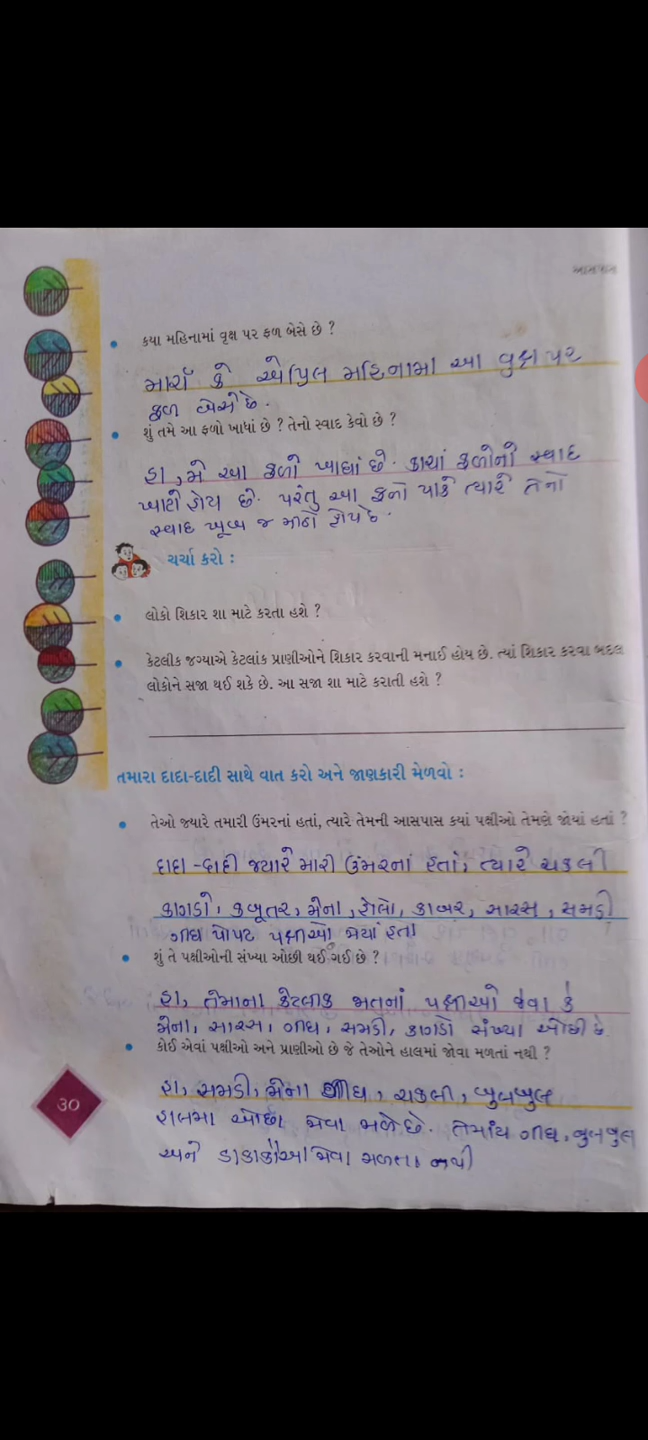 આસપાસ
કયા મહિનામાં વૃક્ષ પર ફળ બેસે છે ?
માર્ચ કે એપ્રિલ મહિનામાં આ વૃક્ષ પર
ફળ બેસે છે.
શું તમે આ ફળો ખાધાં છે ? તેનો સ્વાદ કેવો છે ?
હા, મે આ ફળો ખાધાં છે. કાચાં ફળોનો સ્વાદ
ખાટો હોય છે. પરંતુ આ ફળો પાકે ત્યારે તેનો
સ્વાદ ખૂબ જ મીઠો હોય છે.
ચર્ચા કરો :
લોકો શિકાર શા માટે કરતા હશે ?
કેટલીક જગ્યાએ કેટલાંક પ્રાણીઓને શિકાર કરવાની મનાઈ હોય છે. ત્યાં શિકાર કરવા બદલ
લોકોને સજા થઈ શકે છે. આ સજા શા માટે કરાતી હશે ?
તમારા દાદા-દાદી સાથે વાત કરો અને જાણકારી મેળવો :
તેઓ જ્યારે તમારી ઉંમરનાં હતાં, ત્યારે તેમની આસપાસ કયાં પક્ષીઓ તેમણે જોયાં હતાં ?
દાદા-દાદી જ્યારે મારી ઉંમરનાં હતાં, ત્યારે ચકલી
કાગડો, કબૂતર, મેના, હોલો, કાબર, સારસ, સમડી
ગીધ પોપટ પક્ષીઓ જોયાં હતા
શું તે પક્ષીઓની સંખ્યા ઓછી થઈ ગઈ છે ?
હા, તેમાના કેટલાક જાતનાં પક્ષીઓ જેવા કે
મેના, સારસ, ગીધ, સમડી, કાગડો સંખ્યા ઓછી છે.
કોઈ એવાં પક્ષીઓ અને પ્રાણીઓ છે જે તેઓને હાલમાં જોવા મળતાં નથી ?
હા, સમડી, મેના ગીધ, ચકલી, બુલબુલ
હાલમા ઓછા જોવા મળે છે. તેમાંય ગીધ, બુલબુલ
અને જોવા મળતા નથી
30